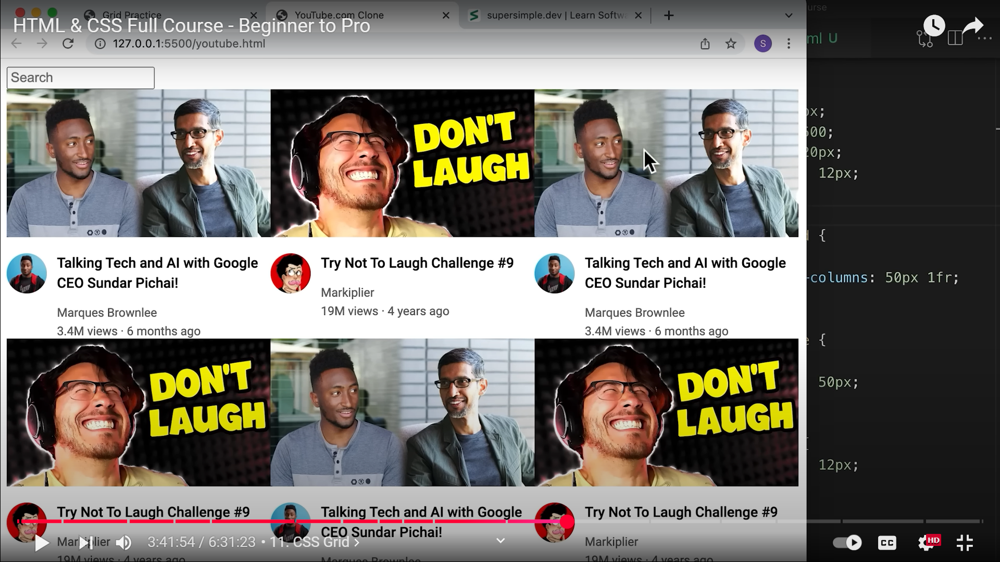 Grid Practice
YouTube.com Clone
supersimple.dev | Learn Softw
urse
HTML & CSS Full Course - Beginner to Pro
127.0.0.1:5500/youtube.html
S
ml U
Search
DON'T
LAUGH
px;
500;
20px;
12px;
{
-columns: 50px 1fr;
Talking Tech and AI with Google
CEO Sundar Pichai!
Marques Brownlee
3.4M views · 6 months ago
Try Not To Laugh Challenge #9
Markiplier
19M views · 4 years ago
Talking Tech and AI with Google
CEO Sundar Pichai!
Marques Brownlee
3.4M views · 6 months ago
e {
50px;
12px;
DON'T
LAUGH
DON'T
LAUGH
Try Not To Laugh Challenge #9
Markiplier
19M views · 4 years ago
Talking Tech and AI with Google
CEO Sundar Pichai!
Marques Brownlee
Try Not To Laugh Challenge #9
Markiplier
19M views · 4 years ago
3:41:54 / 6:31:23 • 11. CSS Grid >
CC
HD